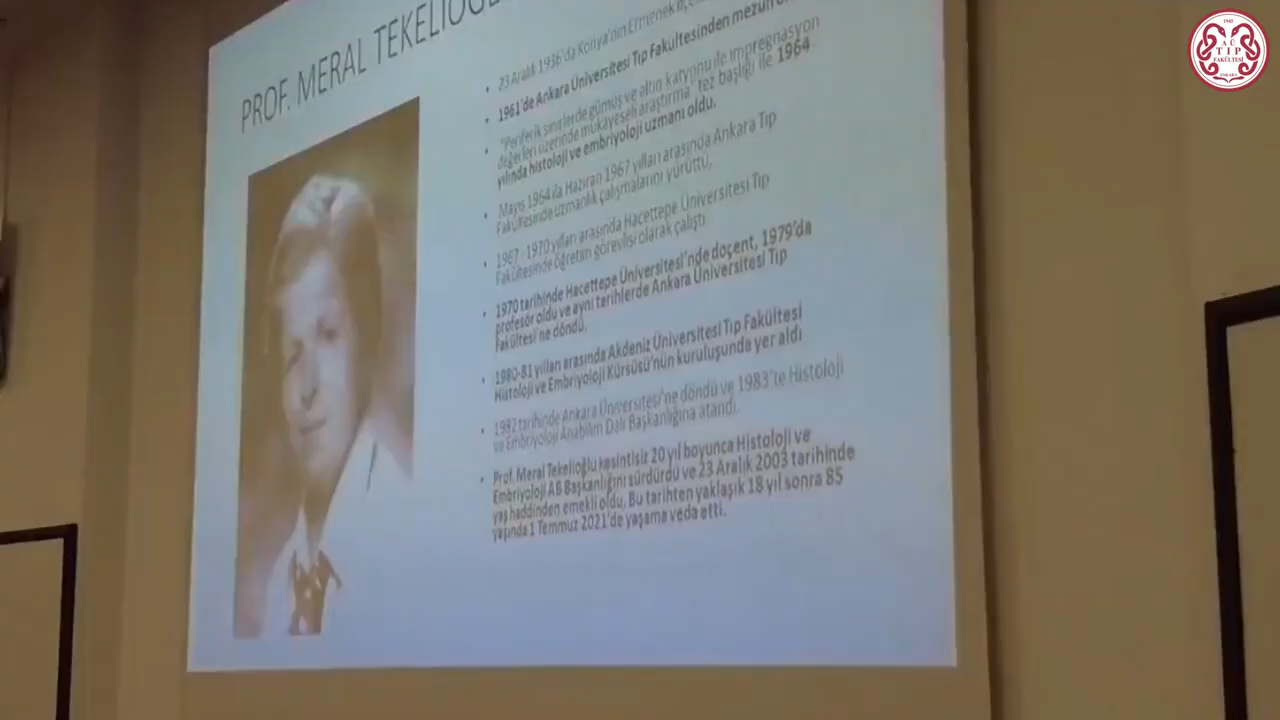 PROF. MERAL TEKELİOĞL
23 Aralık 1936'da Konya'nın Ermenek
1961'de Ankara Üniversitesi Tıp Fakültesinden mezun
"Periferik sinirlerde gümüş ve altın katyonu ile impregnasyon
değerleri üzerinde mukayeseli araştırma" tez başlığı ile 1964
yılında histoloji ve embriyoloji uzmanı oldu.
Mayıs 1964 ila Haziran 1967 yılları arasında Ankara Tıp
Fakültesinde uzmanlık çalışmalarını yürüttü,
1967 - 1970 yılları arasında Hacettepe Üniversitesi Tıp
Fakültesinde öğretim görevlisi olarak çalıştı
1970 tarihinde Hacettepe Üniversitesi'nde doçent, 1979'da
profesör oldu ve aynı tarihlerde Ankara Üniversitesi Tıp
Fakültesi'ne döndü.
1980-81 yılları arasında Akdeniz Üniversitesi Tıp Fakültesi
Histoloji ve Embriyoloji Kürsüsü'nün kuruluşunda yer aldı
1982 tarihinde Ankara Üniversitesi'ne döndü ve 1983'te Histoloji
ve Embriyoloji Anabilim Dalı Başkanlığına atandı.
Prof. Meral Tekelioğlu kesintisiz 20 yıl boyunca Histoloji ve
Embriyoloji AB Başkanlığını sürdürdü ve 23 Aralık 2003 tarihinde
yaş haddinden emekli oldu. Bu tarihten yaklaşık 18 yıl sonra 85
yaşında 1 Temmuz 2021'de yaşama veda etti.
1945
A Ü
TIP
FAKÜLTESİ
ANKARA